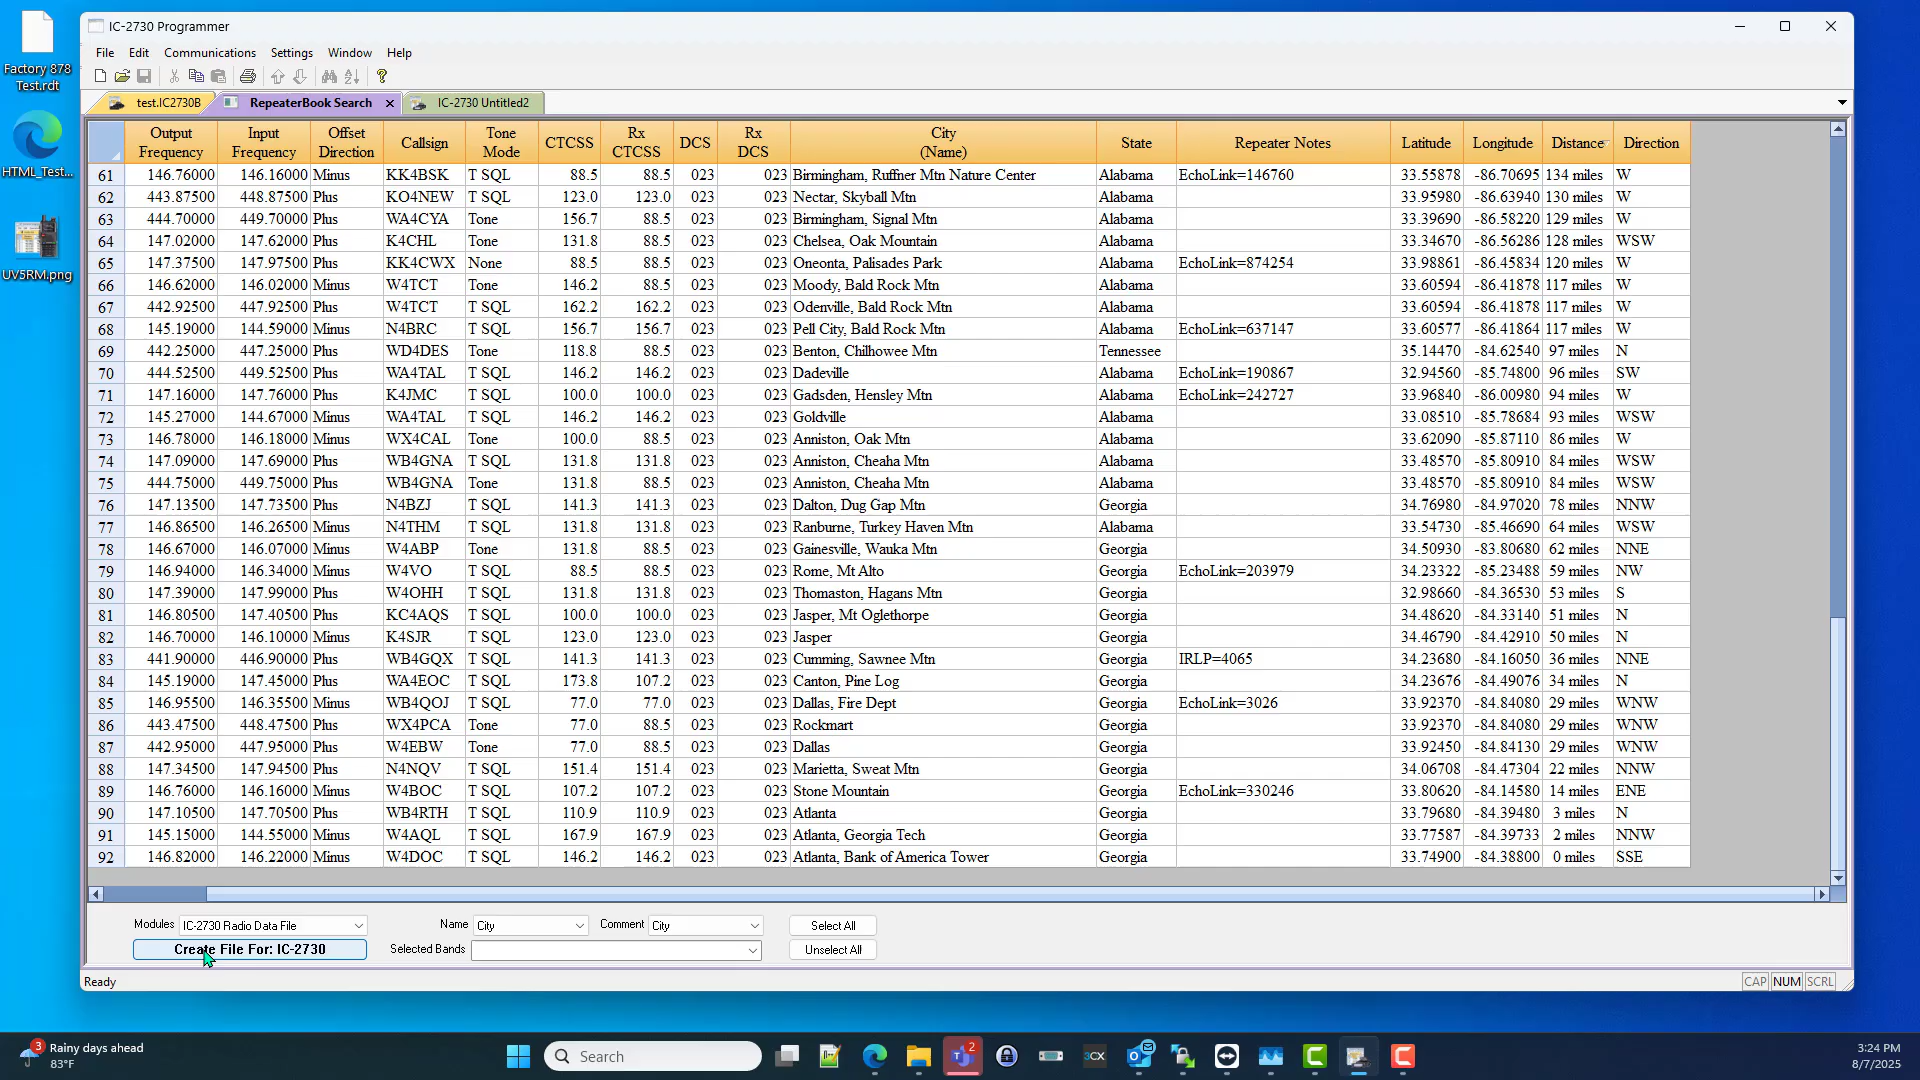 Factory 878
Test.rdt
HTML_Test...
UV5RM.png
IC-2730 Programmer
File Edit Communications Settings Window Help
test.IC2730B RepeaterBook Search IC-2730 Untitled2
Output Frequency Input Frequency Offset Direction Callsign Tone Mode CTCSS Rx CTCSS DCS Rx DCS City (Name) State Repeater Notes Latitude Longitude Distance Direction
61 146.76000 146.16000 Minus KK4BSK T SQL 88.5 88.5 023 023 Birmingham, Ruffner Mtn Nature Center Alabama EchoLink=146760 33.55878 -86.70695 134 miles W
62 443.87500 448.87500 Plus KO4NEW T SQL 123.0 123.0 023 023 Nectar, Skyball Mtn Alabama 33.95980 -86.63940 130 miles W
63 444.70000 449.70000 Plus WA4CYA Tone 156.7 88.5 023 023 Birmingham, Signal Mtn Alabama 33.39690 -86.58220 129 miles W
64 147.02000 147.62000 Plus K4CHL Tone 131.8 88.5 023 023 Chelsea, Oak Mountain Alabama 33.34670 -86.56286 128 miles WSW
65 147.37500 147.97500 Plus KK4CWX None 88.5 88.5 023 023 Oneonta, Palisades Park Alabama EchoLink=874254 33.98861 -86.45834 120 miles W
66 146.62000 146.02000 Minus W4TCT Tone 146.2 88.5 023 023 Moody, Bald Rock Mtn Alabama 33.60594 -86.41878 117 miles W
67 442.92500 447.92500 Plus W4TCT T SQL 162.2 162.2 023 023 Odenville, Bald Rock Mtn Alabama 33.60594 -86.41878 117 miles W
68 145.19000 144.59000 Minus N4BRC T SQL 156.7 156.7 023 023 Pell City, Bald Rock Mtn Alabama EchoLink=637147 33.60577 -86.41864 117 miles W
69 442.25000 447.25000 Plus WD4DES Tone 118.8 88.5 023 023 Benton, Chilhowee Mtn Tennessee 35.14470 -84.62540 97 miles N
70 444.52500 449.52500 Plus WA4TAL T SQL 146.2 146.2 023 023 Dadeville Alabama EchoLink=190867 32.94560 -85.74800 96 miles SW
71 147.16000 147.76000 Plus K4JMC T SQL 100.0 100.0 023 023 Gadsden, Hensley Mtn Alabama EchoLink=242727 33.96840 -86.00980 94 miles W
72 145.27000 144.67000 Minus WA4TAL T SQL 146.2 146.2 023 023 Goldville Alabama 33.08510 -85.78684 93 miles WSW
73 146.78000 146.18000 Minus WX4CAL Tone 100.0 88.5 023 023 Anniston, Oak Mtn Alabama 33.62090 -85.87110 86 miles W
74 147.09000 147.69000 Plus WB4GNA T SQL 131.8 131.8 023 023 Anniston, Cheaha Mtn Alabama 33.48570 -85.80910 84 miles WSW
75 444.75000 449.75000 Plus WB4GNA Tone 131.8 88.5 023 023 Anniston, Cheaha Mtn Alabama 33.48570 -85.80910 84 miles WSW
76 147.13500 147.73500 Plus N4BZJ T SQL 141.3 141.3 023 023 Dalton, Dug Gap Mtn Georgia 34.76980 -84.97020 78 miles NNW
77 146.86500 146.26500 Minus N4THM T SQL 131.8 131.8 023 023 Ranburne, Turkey Haven Mtn Alabama 33.54730 -85.46690 64 miles WSW
78 146.67000 146.07000 Minus W4ABP Tone 131.8 88.5 023 023 Gainesville, Wauka Mtn Georgia 34.50930 -83.80680 62 miles NNE
79 146.94000 146.34000 Minus W4VO T SQL 88.5 88.5 023 023 Rome, Mt Alto Georgia EchoLink=203979 34.23322 -85.23488 59 miles NW
80 147.39000 147.99000 Plus W4OHH T SQL 131.8 131.8 023 023 Thomaston, Hagans Mtn Georgia 32.98660 -84.36530 53 miles S
81 146.80500 147.40500 Plus KC4AQS T SQL 100.0 100.0 023 023 Jasper, Mt Oglethorpe Georgia 34.48620 -84.33140 51 miles N
82 146.70000 146.10000 Minus K4SJR T SQL 123.0 123.0 023 023 Jasper Georgia 34.46790 -84.42910 50 miles N
83 441.90000 446.90000 Plus WB4GQX T SQL 141.3 141.3 023 023 Cumming, Sawnee Mtn Georgia IRLP=4065 34.23680 -84.16050 36 miles NNE
84 145.19000 147.45000 Plus WA4EOC T SQL 173.8 107.2 023 023 Canton, Pine Log Georgia 34.23676 -84.49076 34 miles N
85 146.95500 146.35500 Minus WB4QOJ T SQL 77.0 77.0 023 023 Dallas, Fire Dept Georgia EchoLink=3026 33.92370 -84.84080 29 miles WNW
86 443.47500 448.47500 Plus WX4PCA Tone 77.0 88.5 023 023 Rockmart Georgia 33.92370 -84.84080 29 miles WNW
87 442.95000 447.95000 Plus W4EBW Tone 77.0 88.5 023 023 Dallas Georgia 33.92450 -84.84130 29 miles WNW
88 147.34500 147.94500 Plus N4NQV T SQL 151.4 151.4 023 023 Marietta, Sweat Mtn Georgia 34.06708 -84.47304 22 miles NNW
89 146.76000 146.16000 Minus W4BOC T SQL 107.2 107.2 023 023 Stone Mountain Georgia EchoLink=330246 33.80620 -84.14580 14 miles ENE
90 147.10500 147.70500 Plus WB4RTH T SQL 110.9 110.9 023 023 Atlanta Georgia 33.79680 -84.39480 3 miles N
91 145.15000 144.55000 Minus W4AQL T SQL 167.9 167.9 023 023 Atlanta, Georgia Tech Georgia 33.77587 -84.39733 2 miles NNW
92 146.82000 146.22000 Minus W4DOC T SQL 146.2 146.2 023 023 Atlanta, Bank of America Tower Georgia 33.74900 -84.38800 0 miles SSE
Modules IC-2730 Radio Data File Name City Comment City Select All
Create File For: IC-2730 Selected Bands Unselect All
Ready CAP NUM SCRL
3 Rainy days ahead
83°F
Search
2
3CX
3:24 PM
8/7/2025